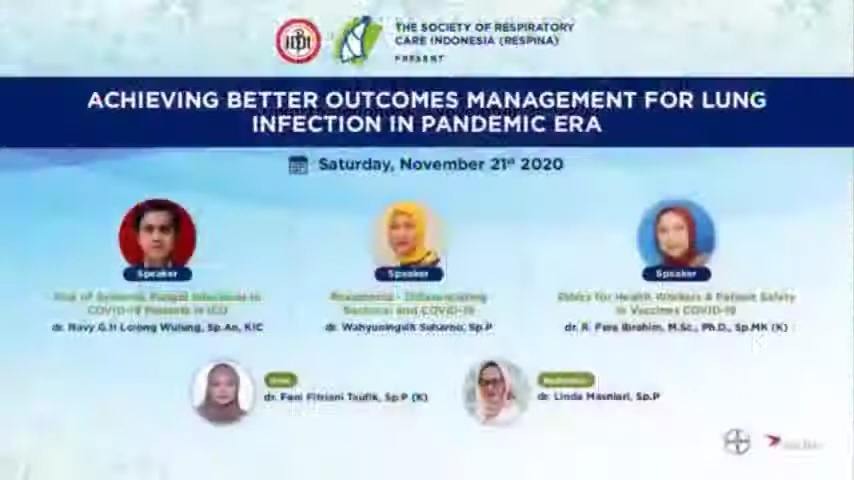 THE SOCIETY OF RESPIRATORY
CARE INDONESIA (RESPINA)
PRESENT
ACHIEVING BETTER OUTCOMES MANAGEMENT FOR LUNG
INFECTION IN PANDEMIC ERA
Saturday, November 21st 2020
Speaker
Risk of Systemic Fungal Infections in
COVID-19 Patients in ICU
dr. Navy G.H Lolong Wulung, Sp.An, KIC
Speaker
Pneumonia - Differentiating
Bacterial and COVID-19
dr. Wahyuningsih Suharno, Sp.P
Speaker
Ethics for Health Workers & Patient Safety
in Vaccines COVID-19
dr. R. Fera Ibrahim, M.Sc., Ph.D., Sp.MK (K)
dr. Feni Fitriani Taufik, Sp.P (K)
Moderator
dr. Linda Masniari, Sp.P